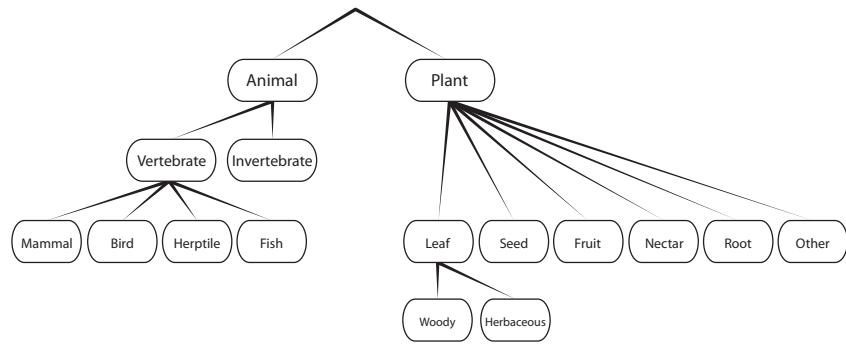 Animal
Plant
Vertebrate
Invertebrate
Mammal
Bird
Herptile
Fish
Leaf
Seed
Fruit
Nectar
Root
Other
Woody
Herbaceous